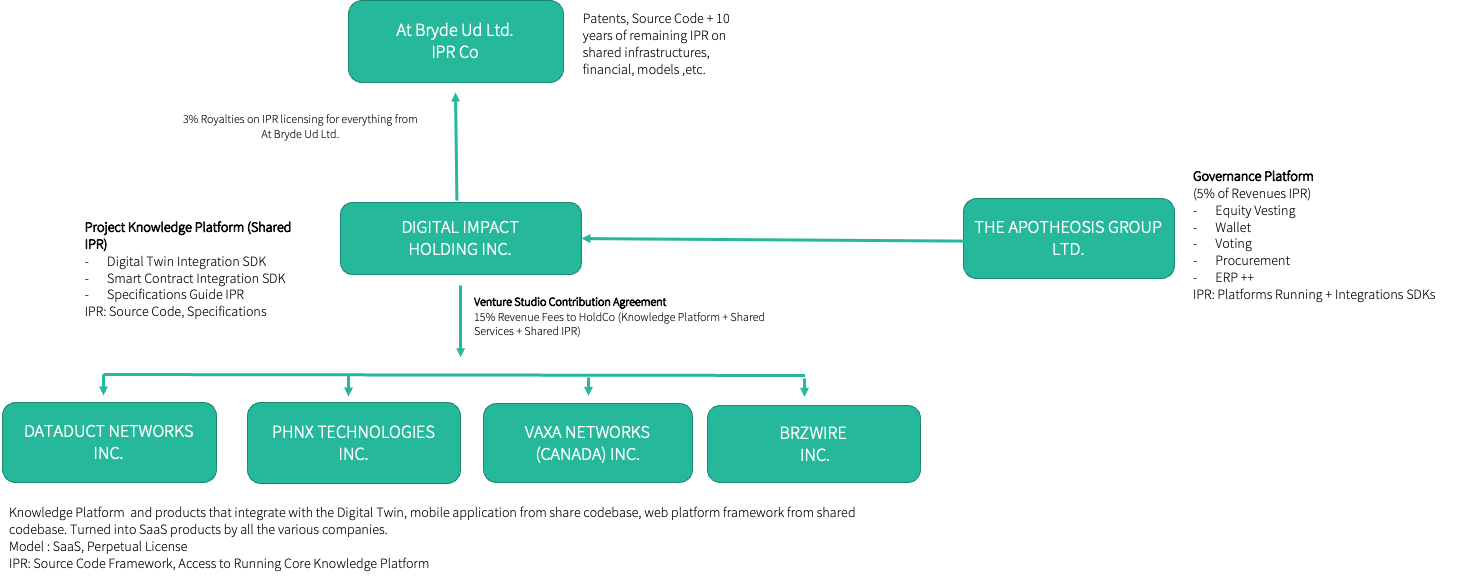 At Bryde Ud Ltd.
IPR Co
Patents, Source Code + 10
years of remaining IPR on
shared infrastructures,
financial, models ,etc.
3% Royalties on IPR licensing for everything from
At Bryde Ud Ltd.
Project Knowledge Platform (Shared
IPR)
- Digital Twin Integration SDK
- Smart Contract Integration SDK
- Specifications Guide IPR
IPR: Source Code, Specifications
DIGITAL IMPACT
HOLDING INC.
THE APOTHEOSIS GROUP
LTD.
Governance Platform
(5% of Revenues IPR)
- Equity Vesting
- Wallet
- Voting
- Procurement
- ERP ++
IPR: Platforms Running + Integrations SDKs
Venture Studio Contribution Agreement
15% Revenue Fees to HoldCo (Knowledge Platform + Shared
Services + Shared IPR)
DATADUCT NETWORKS
INC.
PHNX TECHNOLOGIES
INC.
VAXA NETWORKS
(CANADA) INC.
BRZWIRE
INC.
Knowledge Platform and products that integrate with the Digital Twin, mobile application from share codebase, web platform framework from shared
codebase. Turned into SaaS products by all the various companies.
Model : SaaS, Perpetual License
IPR: Source Code Framework, Access to Running Core Knowledge Platform